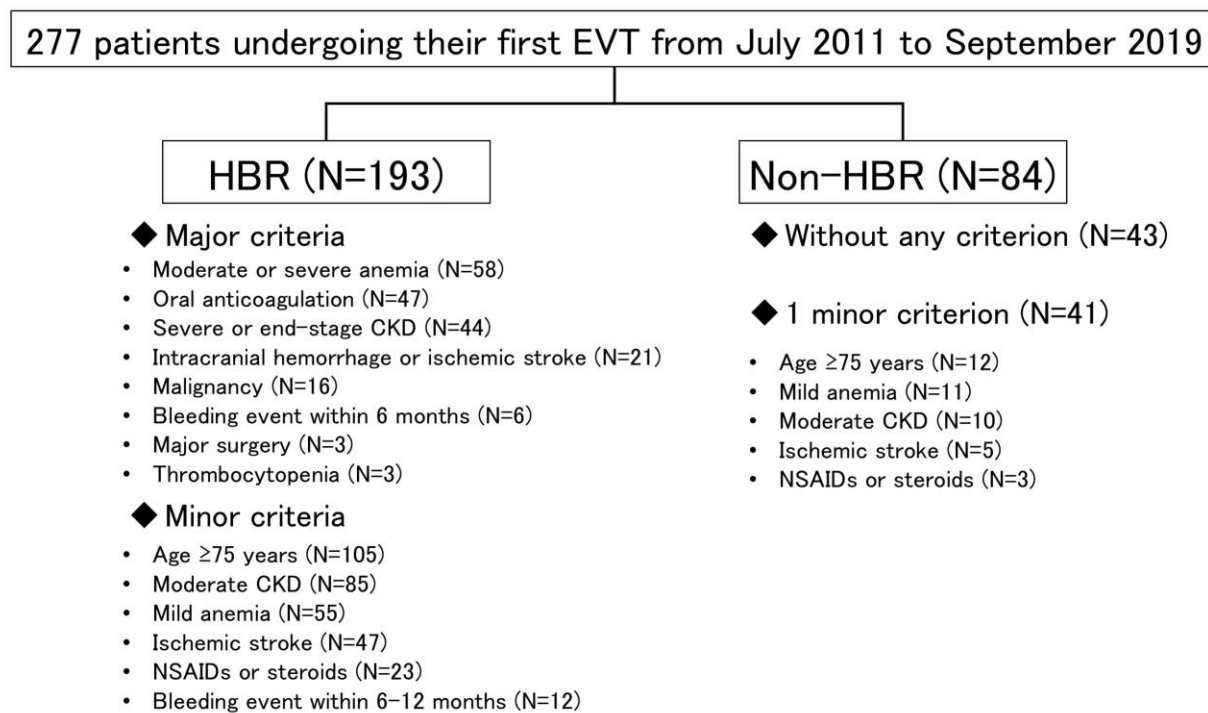 277 patients undergoing their first EVT from July 2011 to September 2019
HBR (N=193)
◆ Major criteria
• Moderate or severe anemia (N=58)
• Oral anticoagulation (N=47)
• Severe or end-stage CKD (N=44)
• Intracranial hemorrhage or ischemic stroke (N=21)
• Malignancy (N=16)
• Bleeding event within 6 months (N=6)
• Major surgery (N=3)
• Thrombocytopenia (N=3)
◆ Minor criteria
• Age ≥75 years (N=105)
• Moderate CKD (N=85)
• Mild anemia (N=55)
• Ischemic stroke (N=47)
• NSAIDs or steroids (N=23)
• Bleeding event within 6-12 months (N=12)
Non-HBR (N=84)
◆ Without any criterion (N=43)
◆ 1 minor criterion (N=41)
• Age ≥75 years (N=12)
• Mild anemia (N=11)
• Moderate CKD (N=10)
• Ischemic stroke (N=5)
• NSAIDs or steroids (N=3)